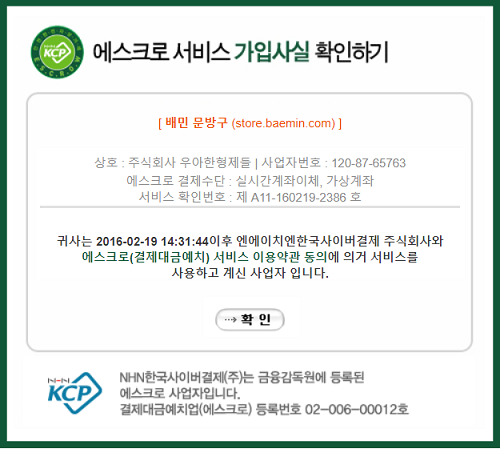 NHN KCP
ESCROW
에스크로 서비스 가입사실 확인하기
[ 배민 문방구 (store.baemin.com) ]
상호 : 주식회사 우아한형제들 | 사업자번호 : 120-87-65763
에스크로 결제수단 : 실시간계좌이체, 가상계좌
서비스 확인번호 : 제 A11-160219-2386 호
귀사는 2016-02-19 14:31:44이후 엔에이치엔한국사이버결제 주식회사와
에스크로(결제대금예치) 서비스 이용약관 동의에 의거 서비스를
사용하고 계신 사업자 입니다.
확 인
NHN
KCP
NHN한국사이버결제(주)는 금융감독원에 등록된
에스크로 사업자입니다.
결제대금예치업(에스크로) 등록번호 02-006-00012호